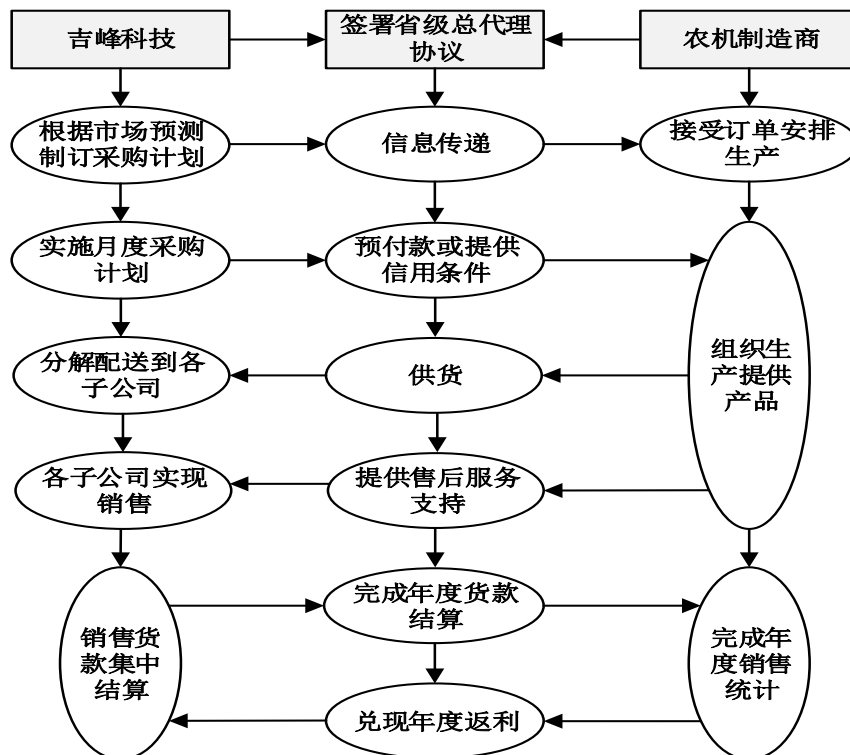 吉峰科技
签署省级总代理
协议
农机制造商
根据市场预测
制订采购计划
信息传递
接受订单安排
生产
实施月度采购
计划
预付款或提供
信用条件
组织生
产提供
产品
分解配送到各
子公司
供货
各子公司实现
销售
提供售后服务
支持
销售货
款集中
结算
完成年度货款
结算
完成年
度销售
统计
兑现年度返利